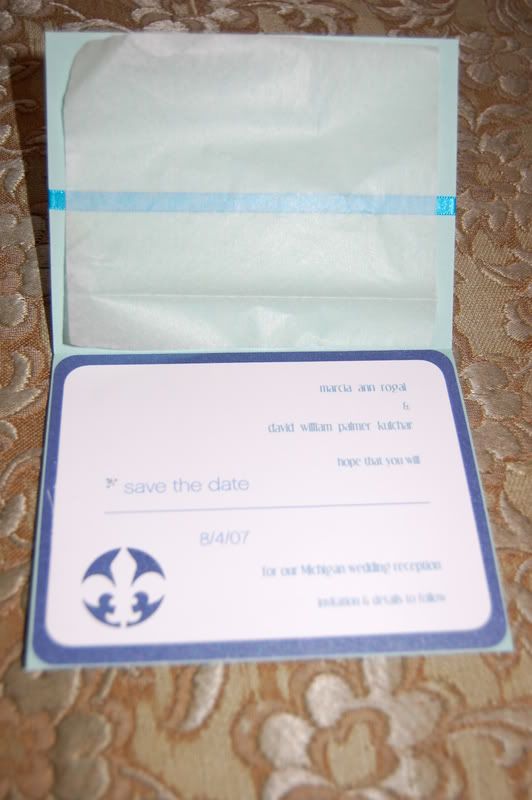 marcia ann rogal
&
david william palmer kulchar
hope that you will
save the date
8/4/07
for our Michigan wedding reception
invitation & details to follow